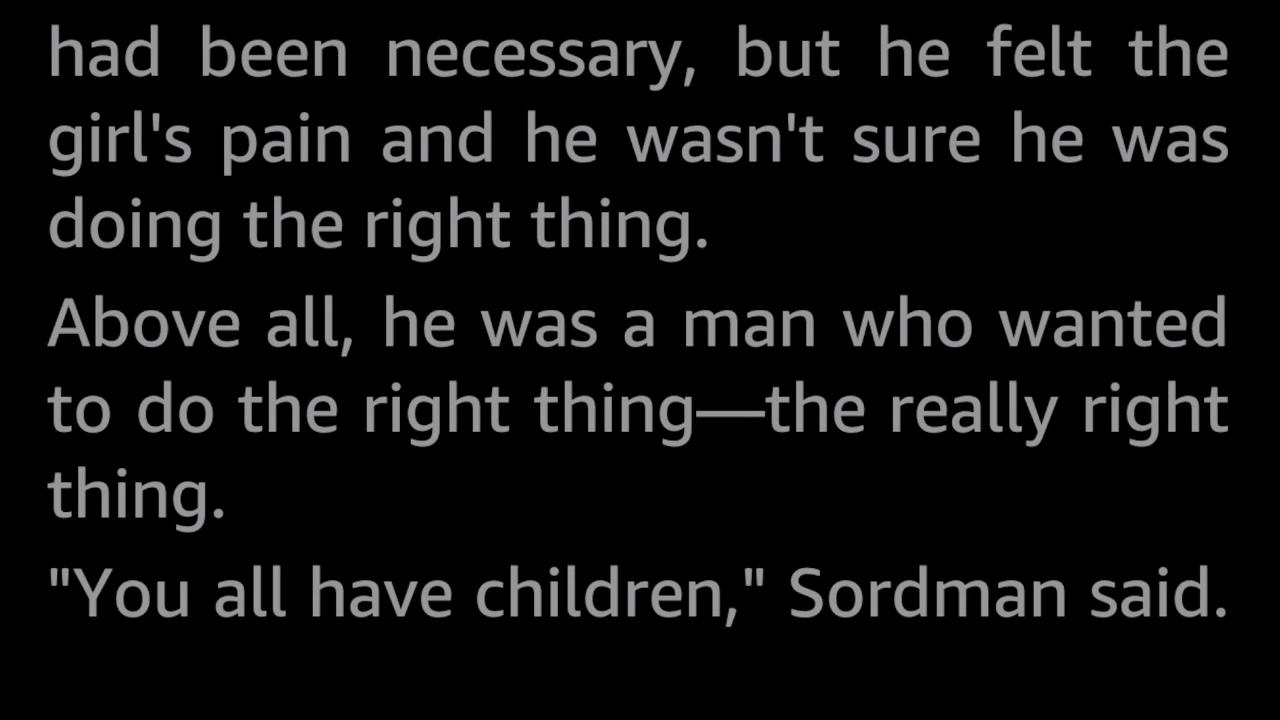 had been necessary, but he felt the
girl's pain and he wasn't sure he was
doing the right thing.
Above all, he was a man who wanted
to do the right thing—the really right
thing.
"You all have children," Sordman said.